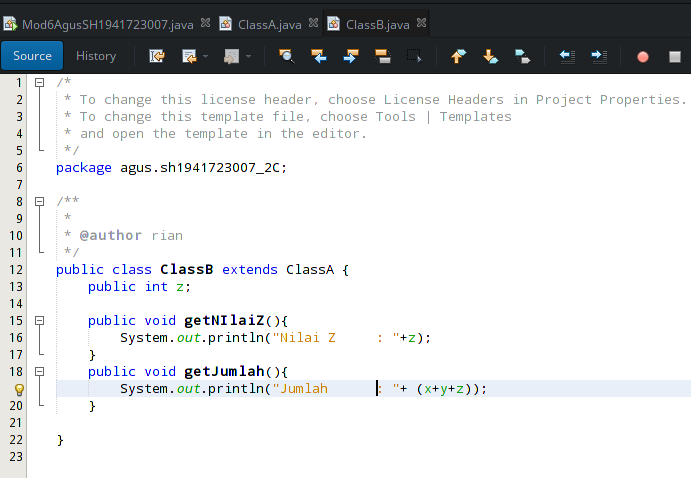 Mod6AgusSH1941723007.java ClassA.java ClassB.java
Source History
1 /*
2 * To change this license header, choose License Headers in Project Properties.
3 * To change this template file, choose Tools | Templates
4 * and open the template in the editor.
5 */
6 package agus.sh1941723007_2C;
7
8 /**
9 *
10 * @author rian
11 */
12 public class ClassB extends ClassA {
13 public int z;
14
15 public void getNIlaiZ(){
16 System.out.println("Nilai Z     : "+z);
17 }
18 public void getJumlah(){
System.out.println("Jumlah      : "+ (x+y+z));
20 }
21
22 }
23